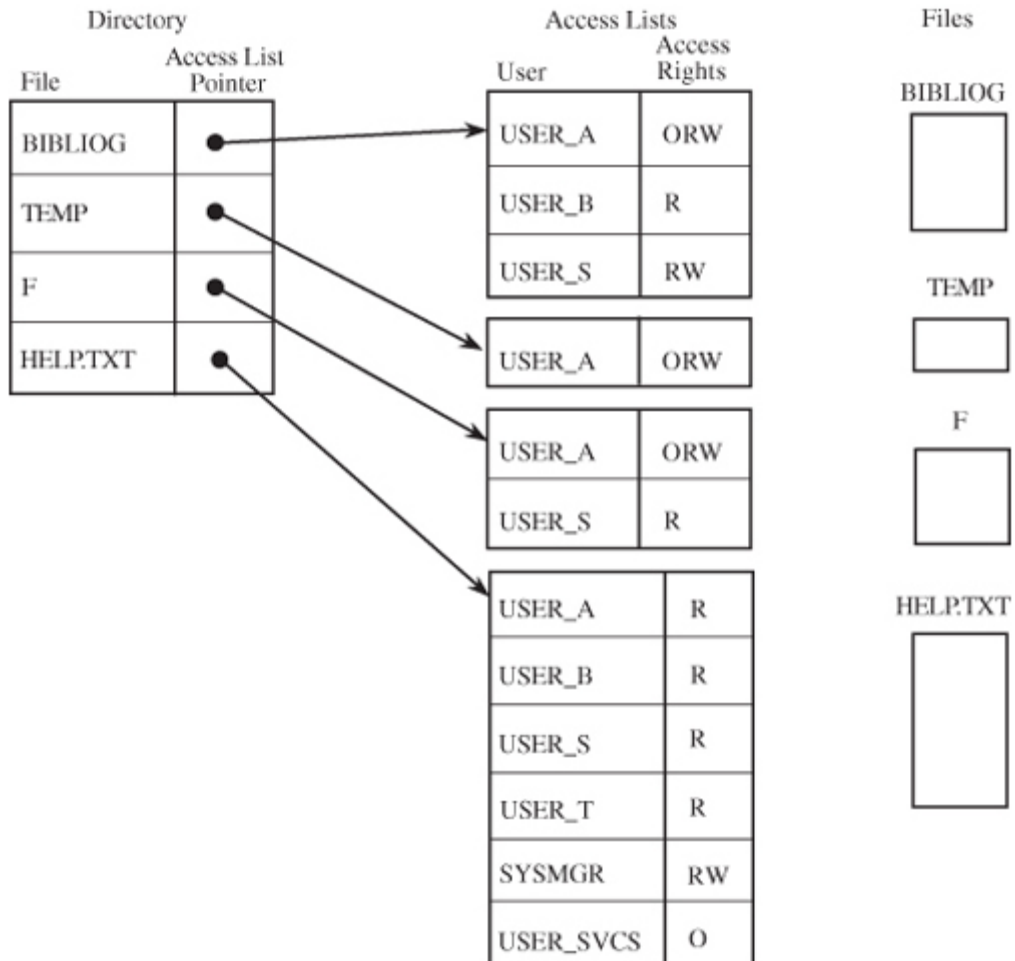 Directory
File
Access List
Pointer
BIBLIOG
TEMP
F
HELP.TXT
Access Lists
User
Access
Rights
USER_A ORW
USER_B R
USER_S RW
USER_A ORW
USER_A ORW
USER_S R
USER_A R
USER_B R
USER_S R
USER_T R
SYSMGR RW
USER_SVCS O
Files
BIBLIOG
TEMP
F
HELP.TXT